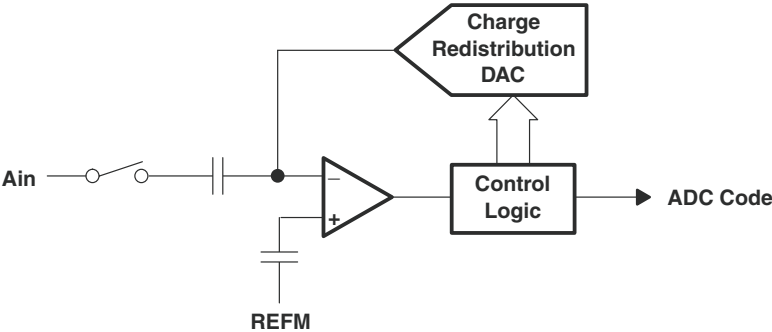 Charge
Redistribution
DAC
Ain
−
+
Control
Logic
ADC Code
REFM